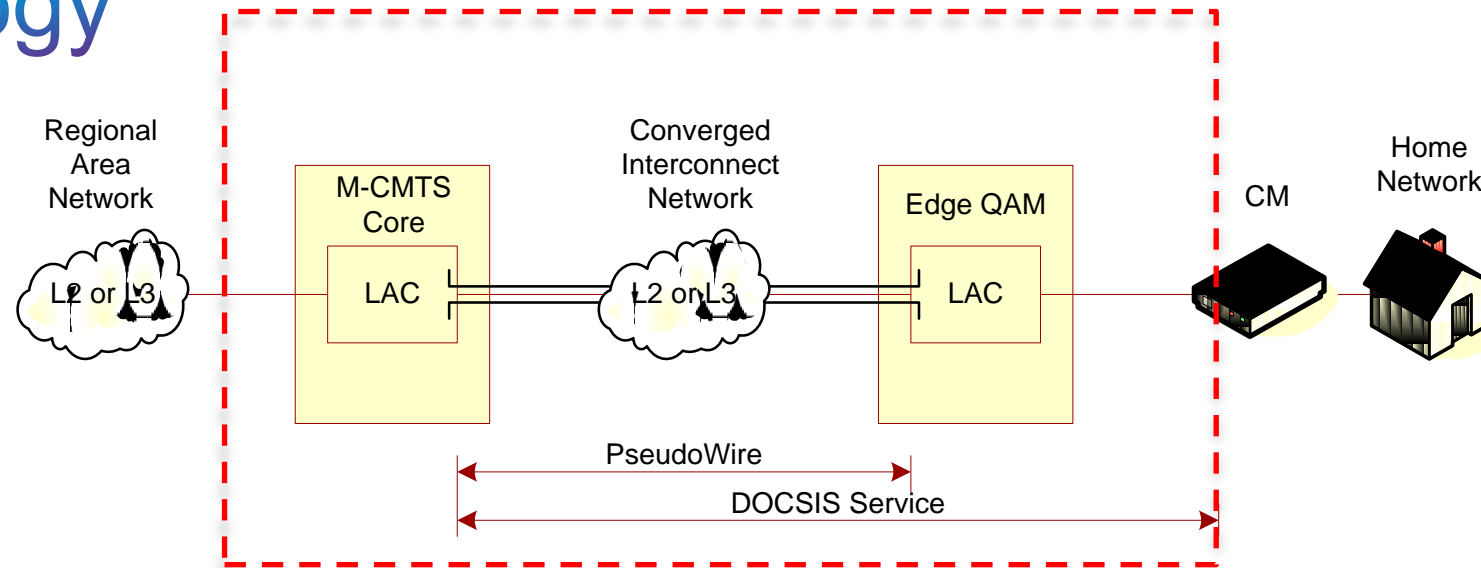 ogy
Regional
Area
Network
L2 or L3
M-CMTS
Core
LAC
Converged
Interconnect
Network
L2 or L3
Edge QAM
LAC
CM
Home
Network
PseudoWire
DOCSIS Service